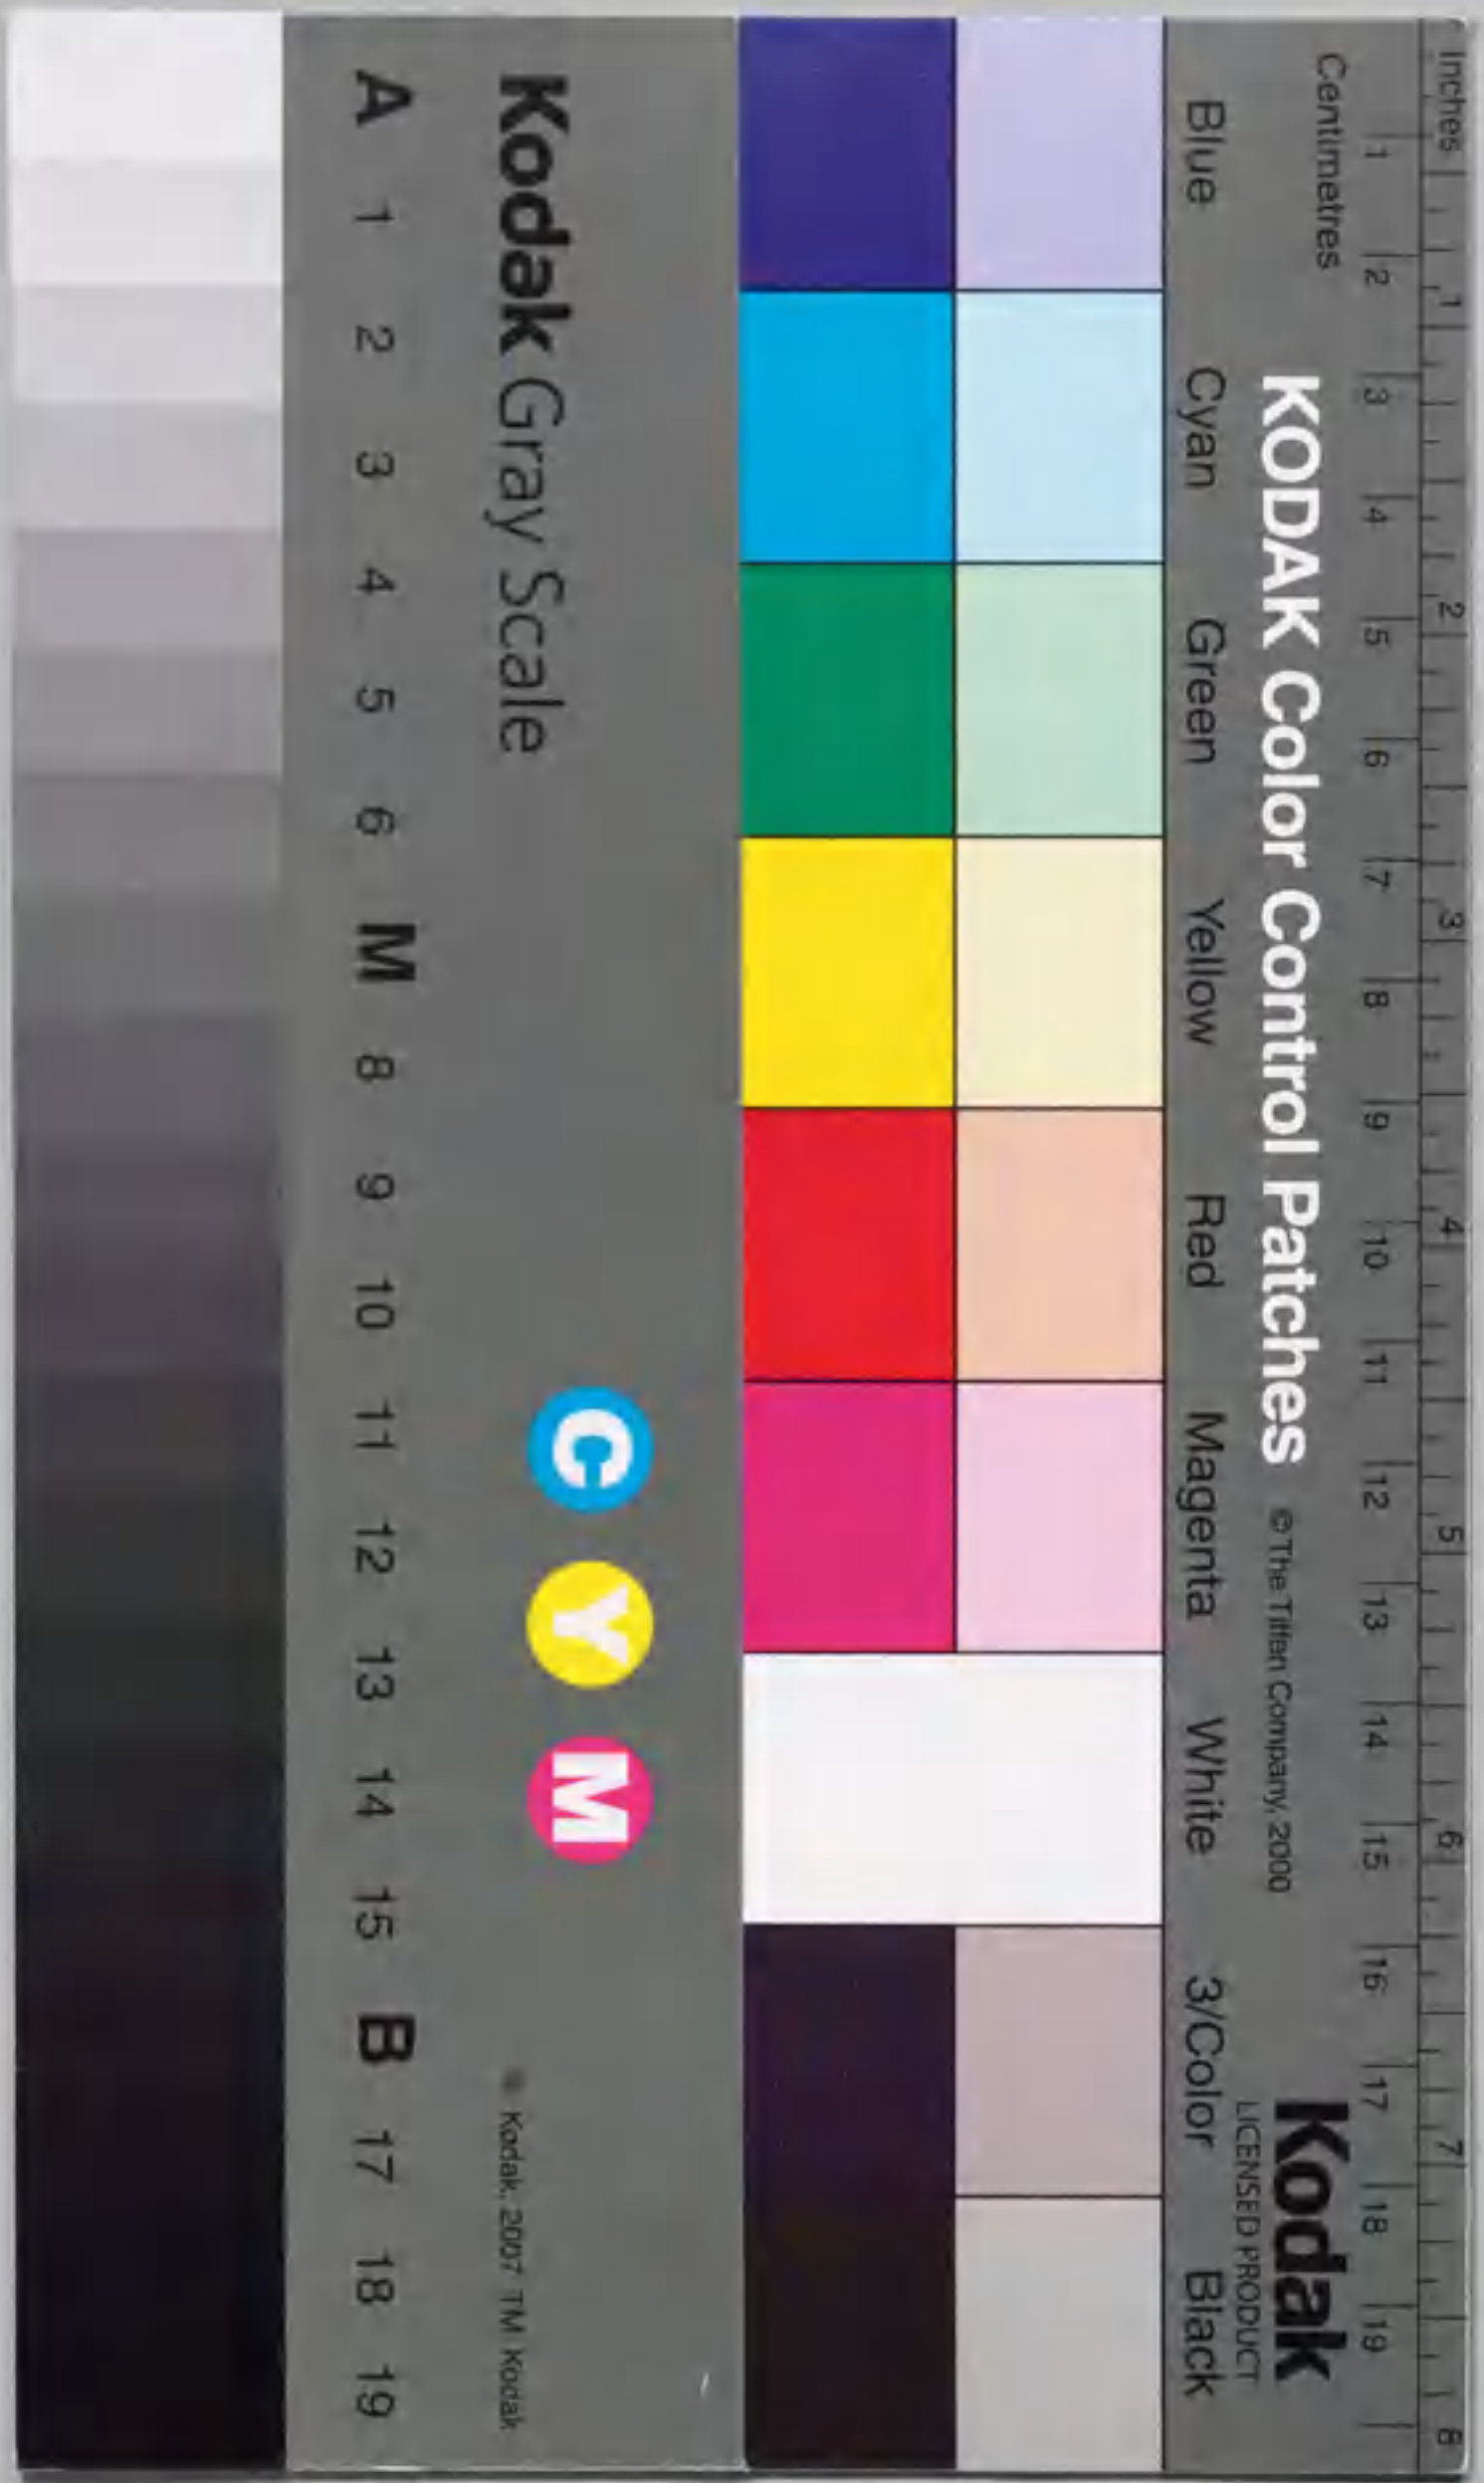 Inches 1 2 3 4 5 6 7 8
Centimetres 1 2 3 4 5 6 7 8 9 10 11 12 13 14 15 16 17 18 19
KODAK Color Control Patches © The Tiffen Company, 2000 Kodak
LICENSED PRODUCT
Blue Cyan Green Yellow Red Magenta White 3/Color Black
Kodak Gray Scale
C Y M
© Kodak, 2007 TM Kodak
A 1 2 3 4 5 6 M 8 9 10 11 12 13 14 15 B 17 18 19